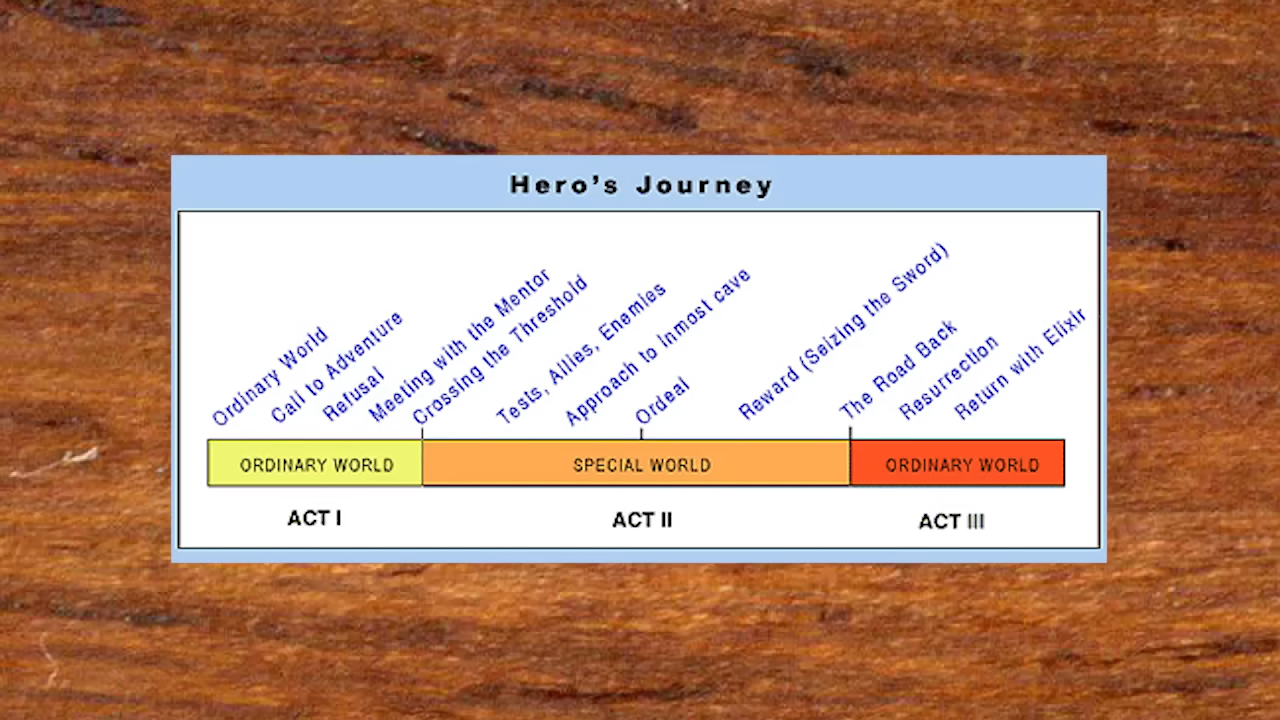 Hero's Journey
Ordinary World
Call to Adventure
Refusal
Meeting with the Mentor
Crossing the Threshold
Tests, Allies, Enemies
Approach to Inmost cave
Ordeal
Reward (Seizing the Sword)
The Road Back
Resurrection
Return with Elixir
ORDINARY WORLD
SPECIAL WORLD
ORDINARY WORLD
ACT I
ACT II
ACT III